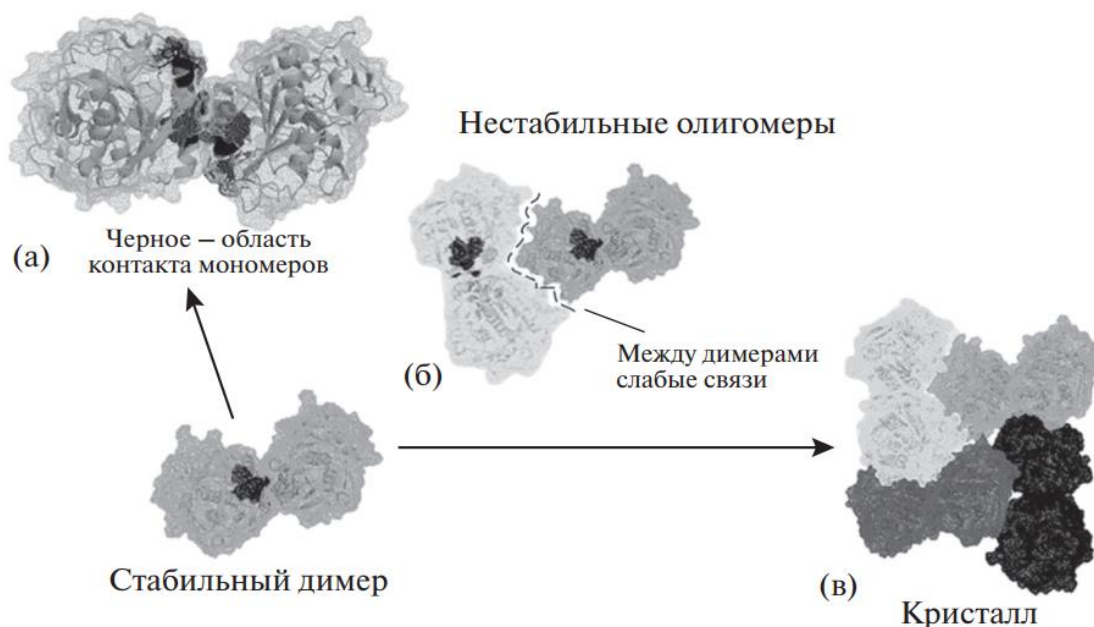 (а)
Черное – область
контакта мономеров
Нестабильные олигомеры
(б)
Между димерами
слабые связи
Стабильный димер
(в)
Кристалл